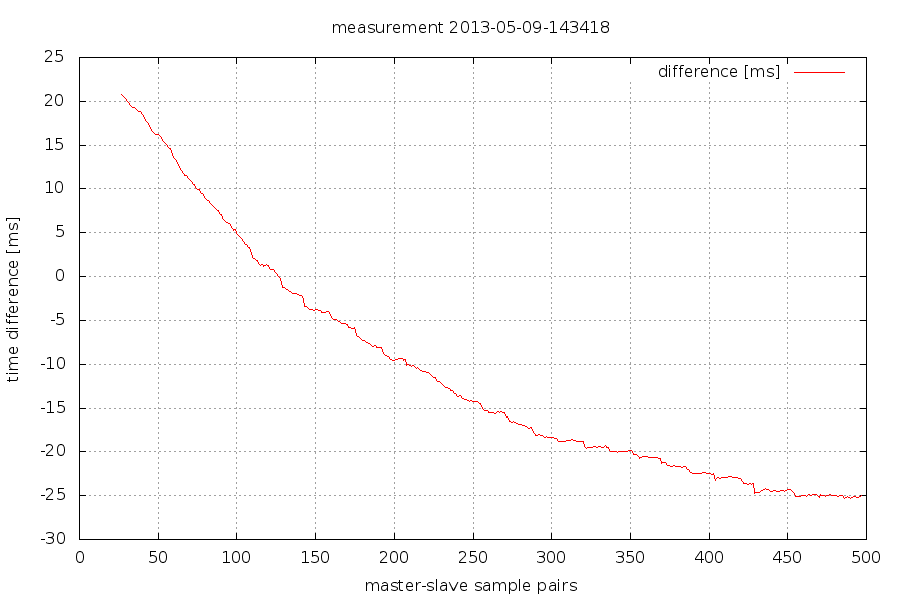 measurement 2013-05-09-143418
difference [ms]
time difference [ms]
25
20
15
10
5
0
-5
-10
-15
-20
-25
-30
0 50 100 150 200 250 300 350 400 450 500
master-slave sample pairs